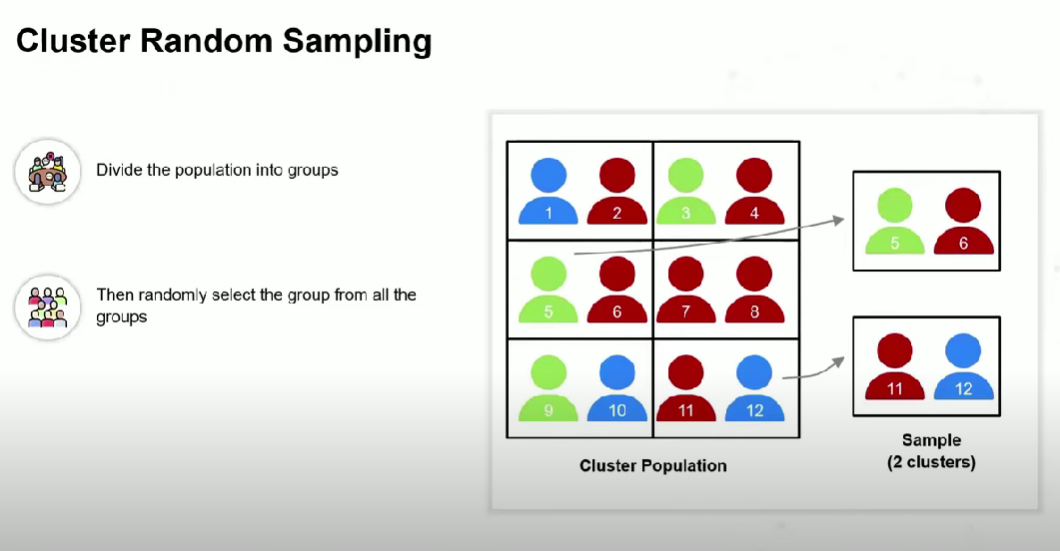 Cluster Random Sampling
Divide the population into groups
Then randomly select the group from all the
groups
1 2 3 4
5 6 7 8
9 10 11 12
Cluster Population
5 6
11 12
Sample
(2 clusters)